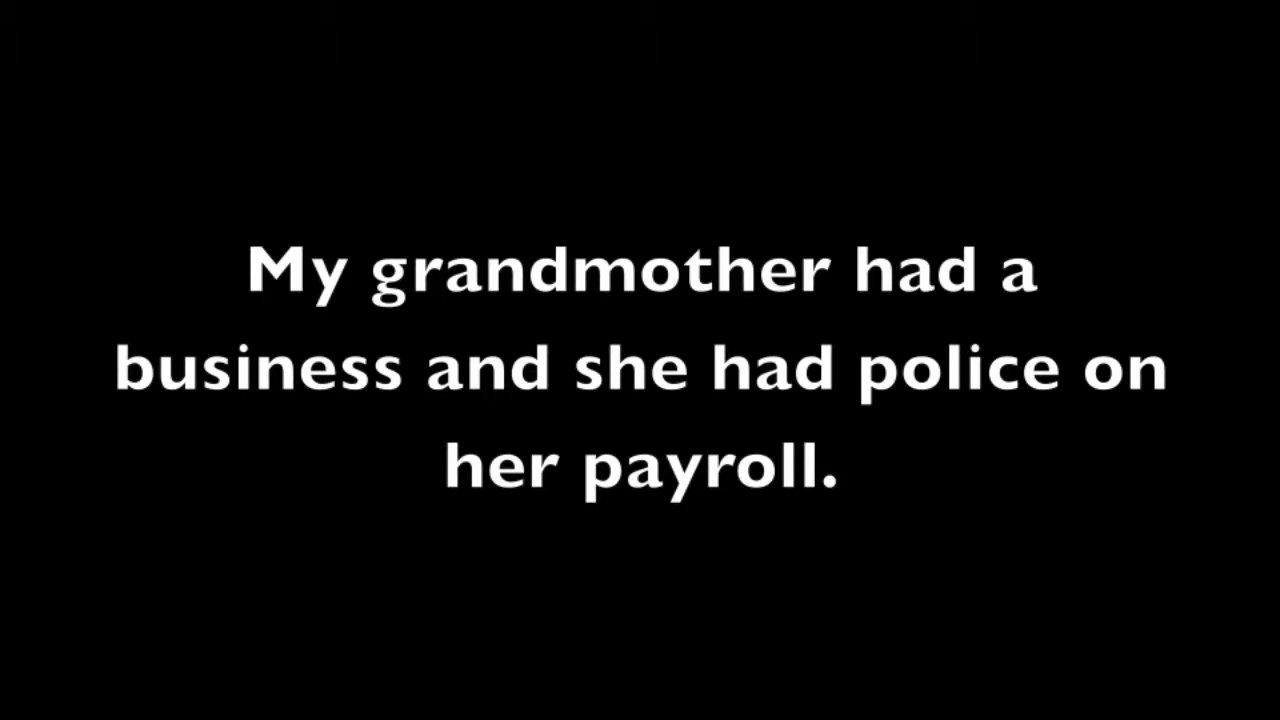 My grandmother had a
business and she had police on
her payroll.